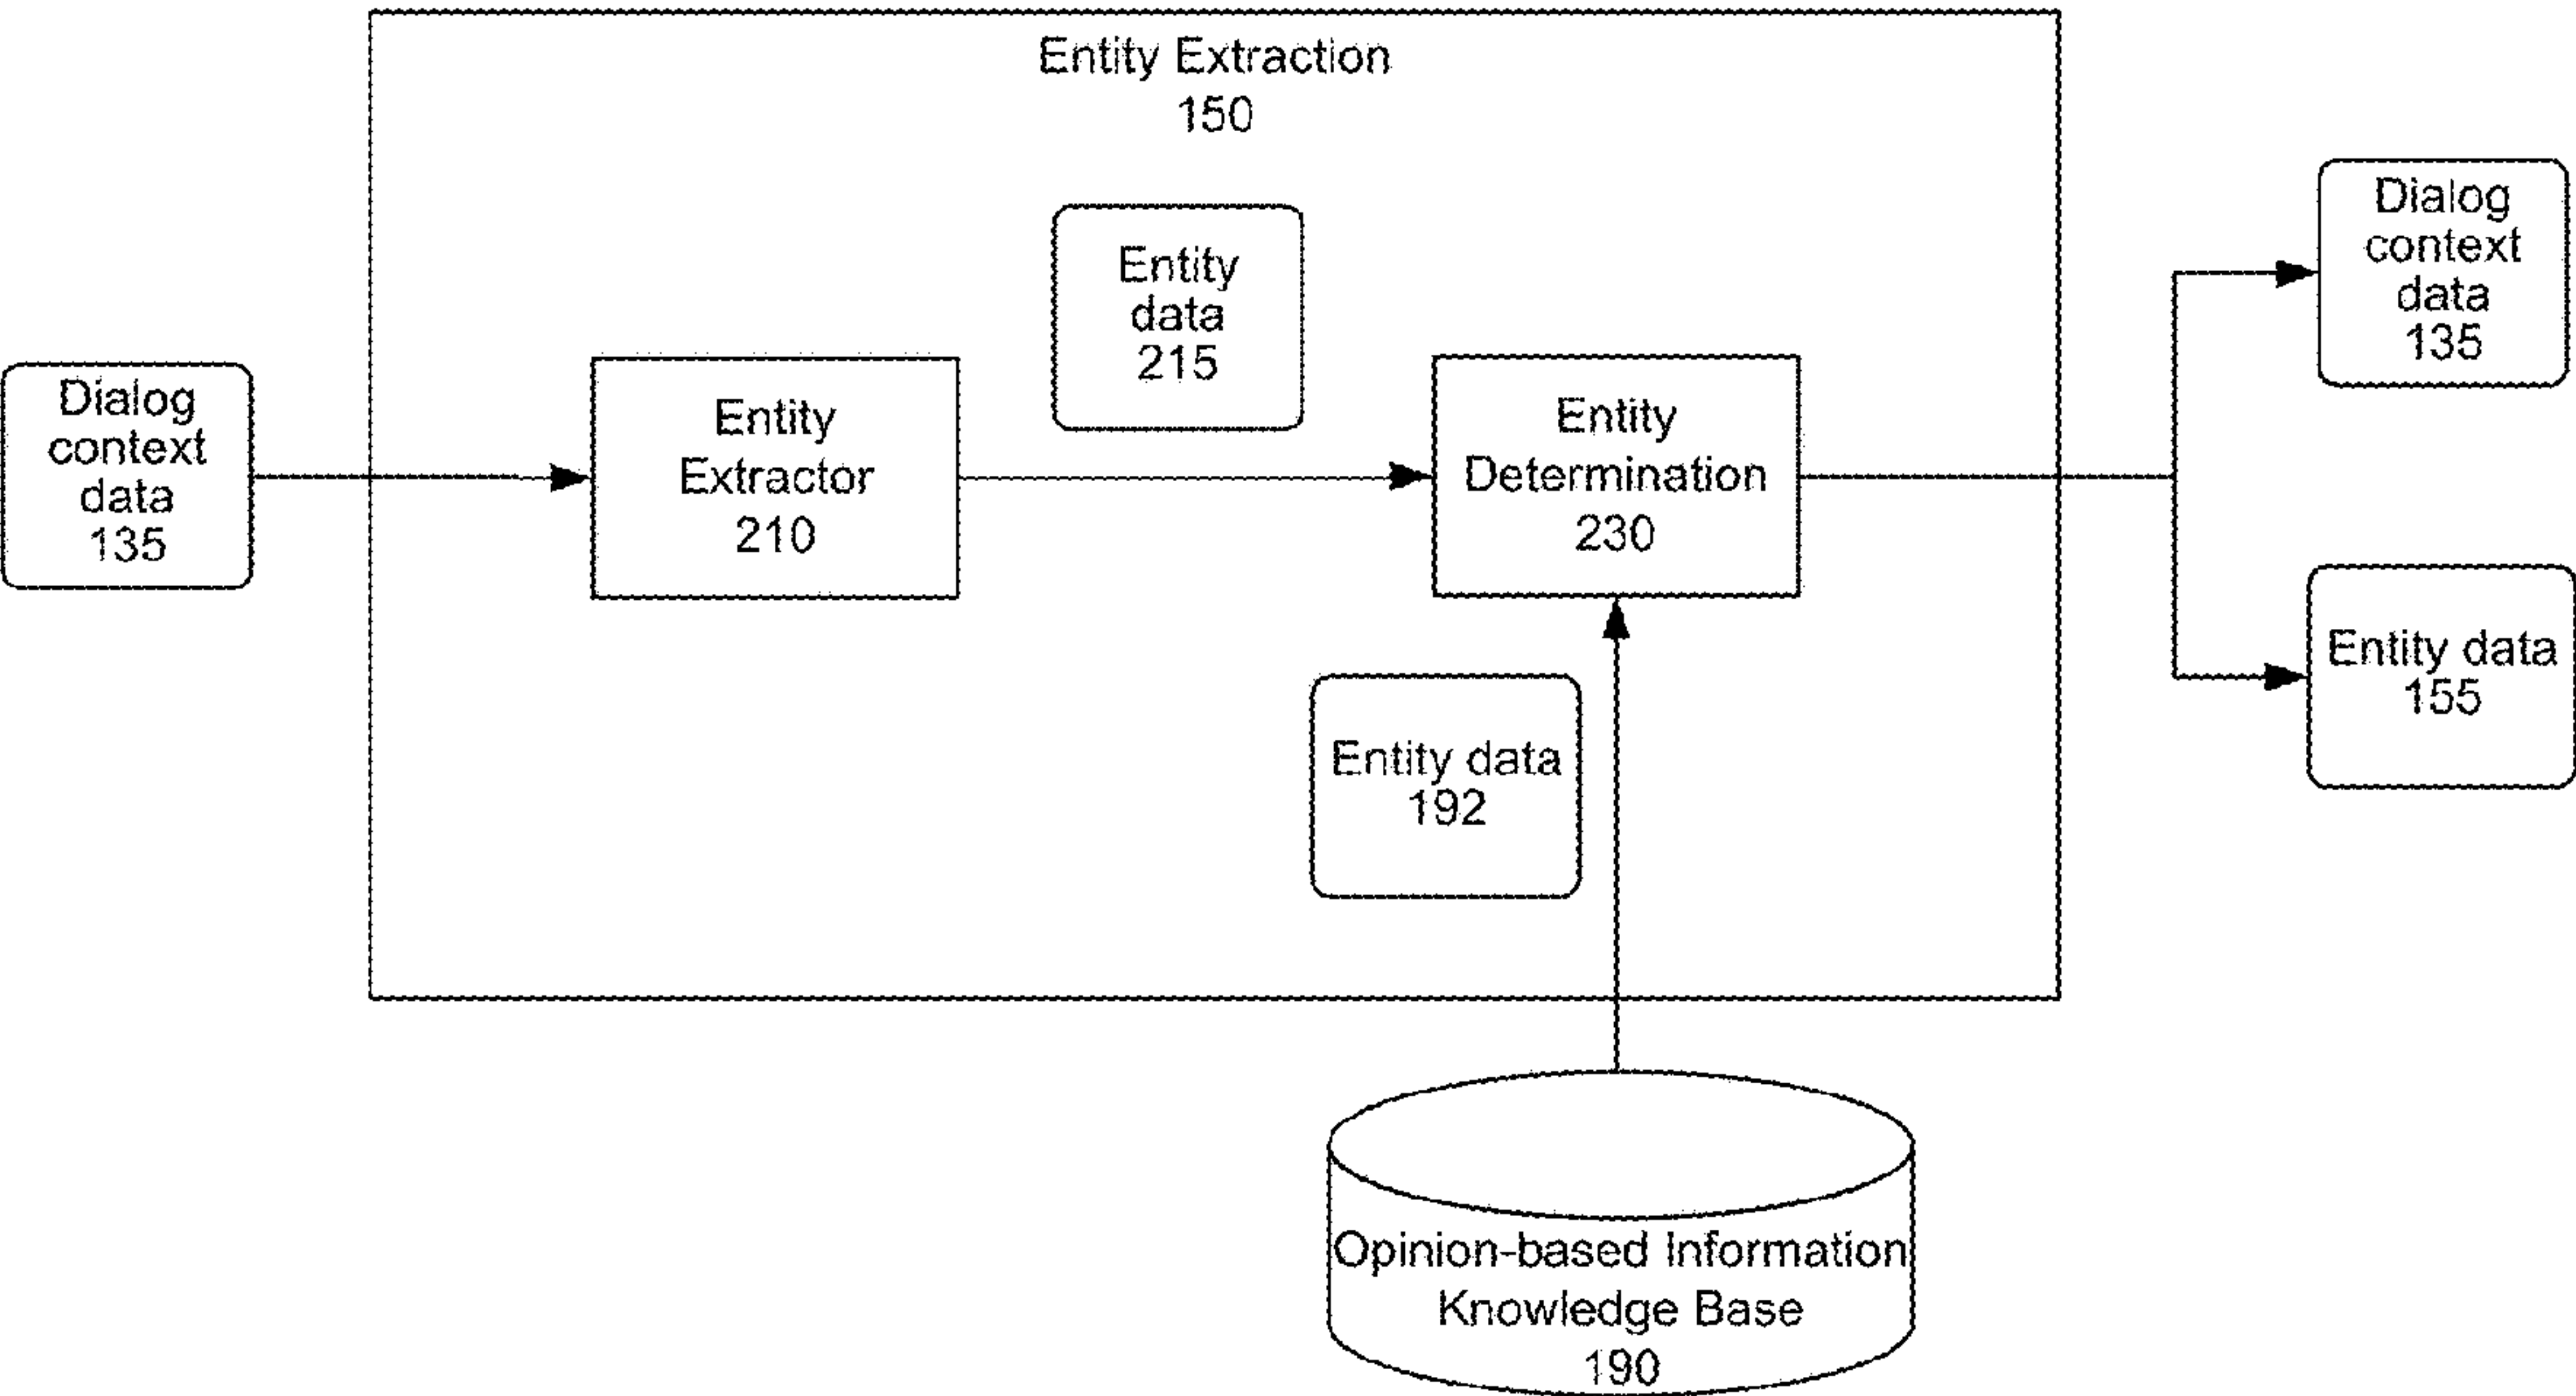 Entity Extraction
150
Dialog
context
data
135
Entity
Extractor
210
Entity
data
215
Entity
Determination
230
Entity data
192
Dialog
context
data
135
Entity data
155
Opinion-based Information
Knowledge Base
190